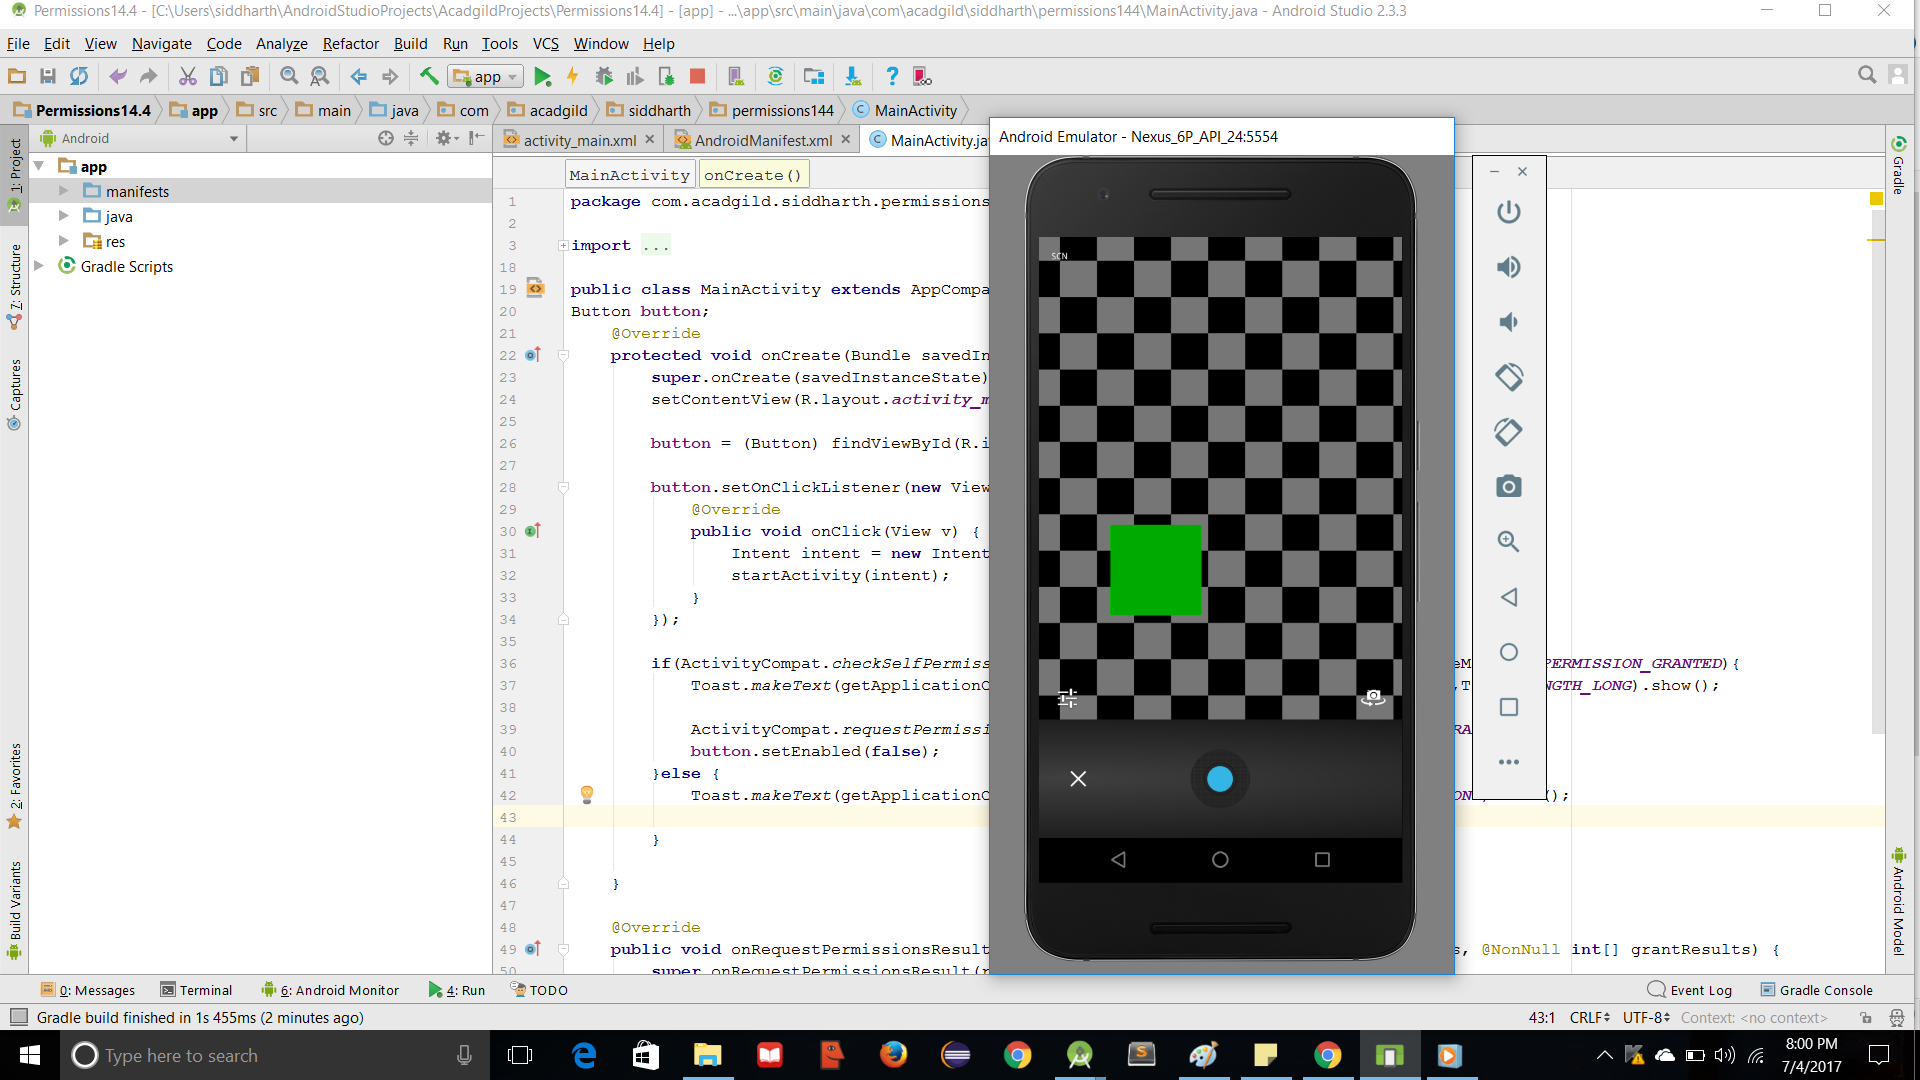 Permissions14.4 - [C:\Users\siddharth\AndroidStudioProjects\AcadgildProjects\Permissions14.4] - [app] - ...\app\src\main\java\com\acadgild\siddharth\permissions144\MainActivity.java - Android Studio 2.3.3
File Edit View Navigate Code Analyze Refactor Build Run Tools VCS Window Help
app
Permissions14.4 app src main java com acadgild siddharth permissions144 MainActivity
Android
activity_main.xml AndroidManifest.xml MainActivity.ja
Android Emulator - Nexus_6P_API_24:5554
1: Project
7: Structure
Captures
2: Favorites
Build Variants
app
manifests
java
res
Gradle Scripts
MainActivity onCreate()
1 package com.acadgild.siddharth.permissions
2
3 import ...
18
19 public class MainActivity extends AppCompa
20 Button button;
21 @Override
22 protected void onCreate(Bundle savedIn
23 super.onCreate(savedInstanceState)
24 setContentView(R.layout.activity_m
25
26 button = (Button) findViewById(R.i
27
28 button.setOnClickListener(new View
29 @Override
30 public void onClick(View v) {
31 Intent intent = new Intent
32 startActivity(intent);
33 }
34 });
35
36 if(ActivityCompat.checkSelfPermiss eM PERMISSION_GRANTED){
37 Toast.makeText(getApplicationC ,T NGTH_LONG).show();
38
39 ActivityCompat.requestPermissi RA
40 button.setEnabled(false);
41 }else {
42 Toast.makeText(getApplicationC ON ();
43
44 }
45
46 }
47
48 @Override
49 public void onRequestPermissionsResult s, @NonNull int[] grantResults) {
50 super.onRequestPermissionsResult(r
SCN
Gradle
Android Model
0: Messages Terminal 6: Android Monitor 4: Run TODO Event Log Gradle Console
Gradle build finished in 1s 455ms (2 minutes ago) 43:1 CRLF UTF-8 Context: <no context>
Type here to search
8:00 PM
7/4/2017